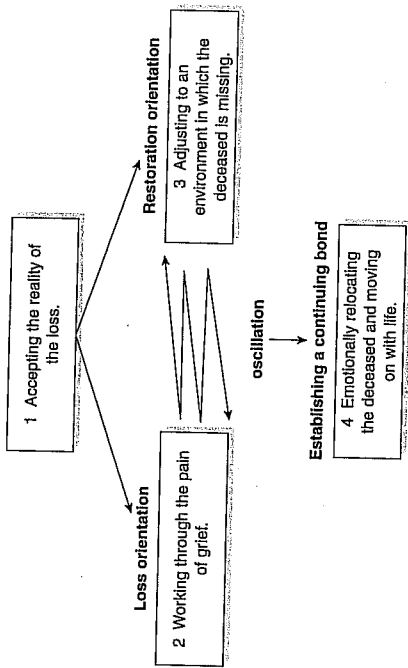 1 Accepting the reality of
the loss.
Loss orientation
2 Working through the pain
of grief.
Restoration orientation
3 Adjusting to an
environment in which the
deceased is missing.
oscillation
Establishing a continuing bond
4 Emotionally relocating
the deceased and moving
on with life.